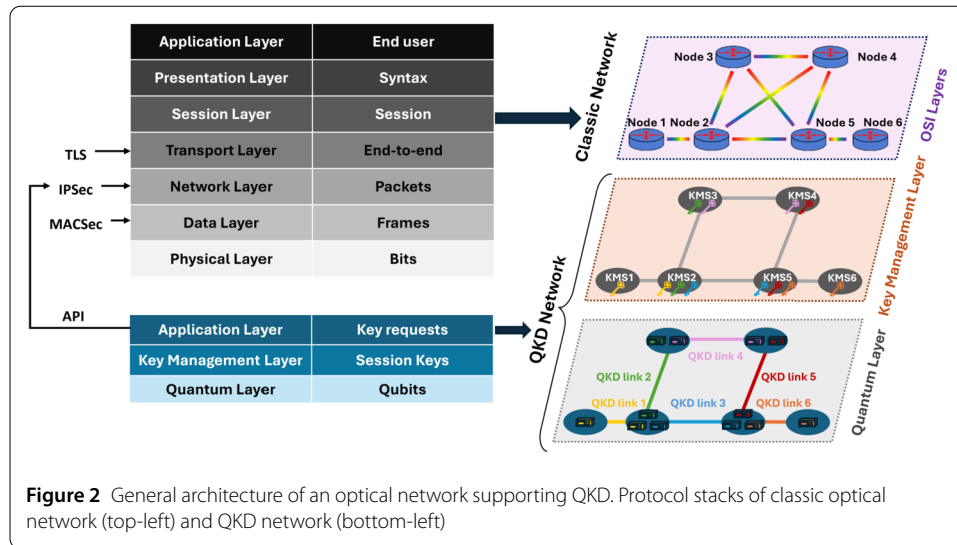 Application Layer End user
Presentation Layer Syntax
Session Layer Session
TLS Transport Layer End-to-end
IPSec Network Layer Packets
MACSec Data Layer Frames
Physical Layer Bits
API
Application Layer Key requests
Key Management Layer Session Keys
Quantum Layer Qubits
Classic Network
Node 3
Node 4
Node 1
Node 2
Node 5
Node 6
OSI Layers
QKD Network
KMS3
KMS4
KMS1
KMS2
KMS5
KMS6
Key Management Layer
QKD link 4
QKD link 2
QKD link 5
QKD link 1
QKD link 3
QKD link 6
Quantum Layer
Figure 2 General architecture of an optical network supporting QKD. Protocol stacks of classic optical
network (top-left) and QKD network (bottom-left)